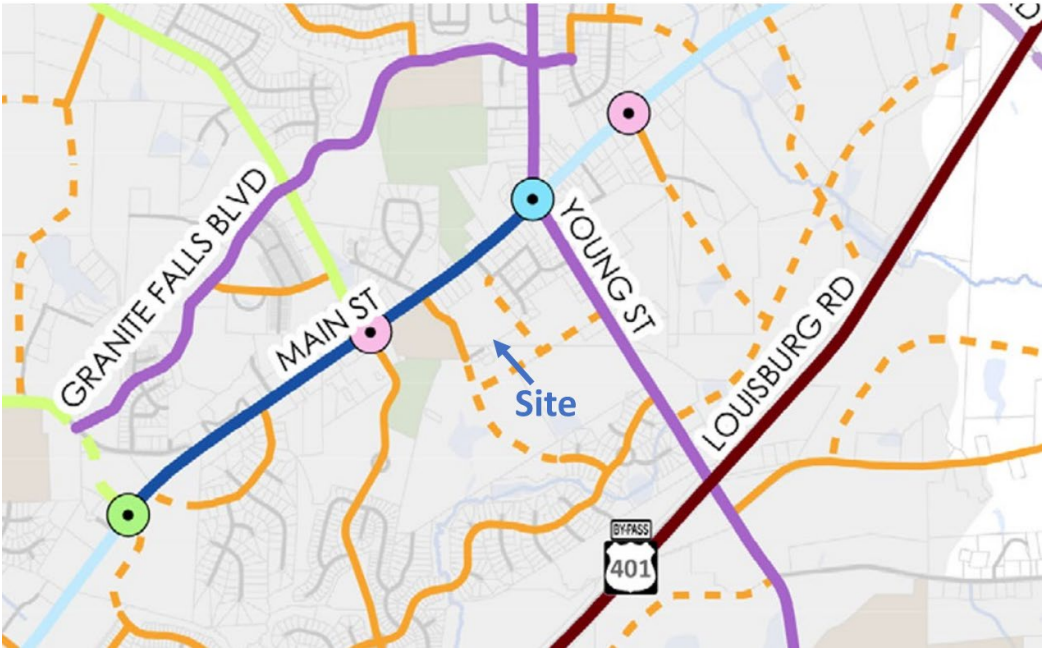 GRANITE FALLS BLVD
MAIN ST
YOUNG ST
LOUISBURG RD
Site
BY-PASS
401